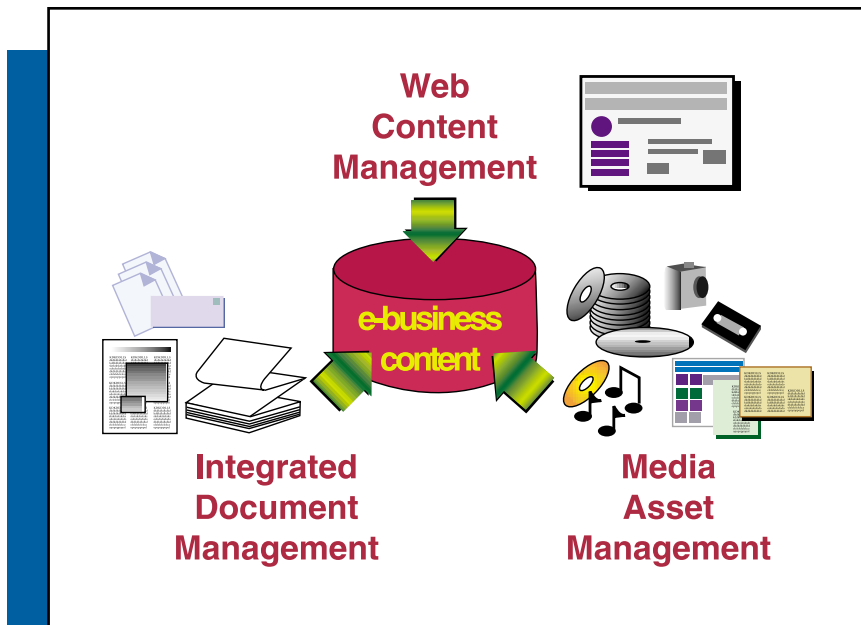 Web
Content
Management
e-business
content
Integrated
Document
Management
Media
Asset
Management